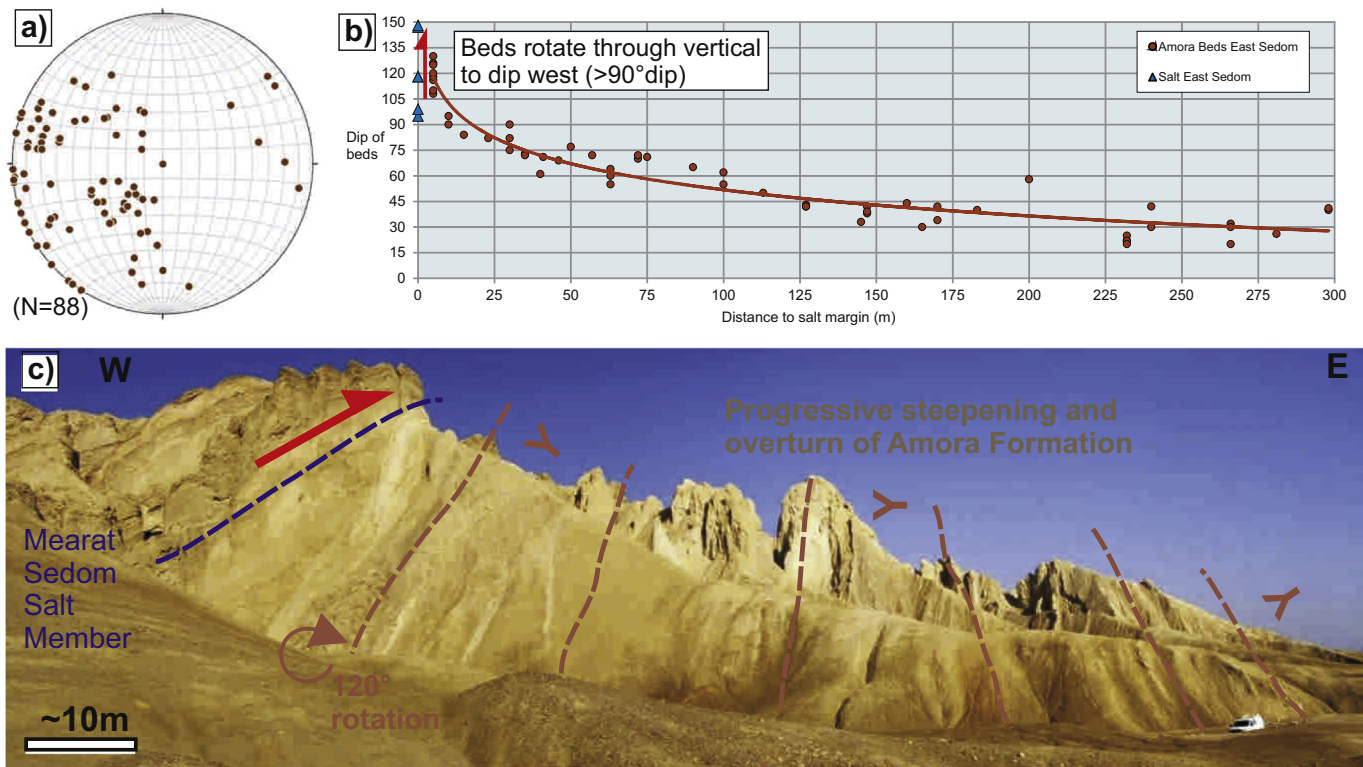 a)
(N=88)
b)
150
135
120
105
90
75
60
45
30
15
0
Dip of
beds
Beds rotate through vertical
to dip west (>90°dip)
Amora Beds East Sedom
Salt East Sedom
0 25 50 75 100 125 150 175 200 225 250 275 300
Distance to salt margin (m)
c)
W
E
Progressive steepening and
overturn of Amora Formation
Mearat
Sedom
Salt
Member
120°
rotation
~10m